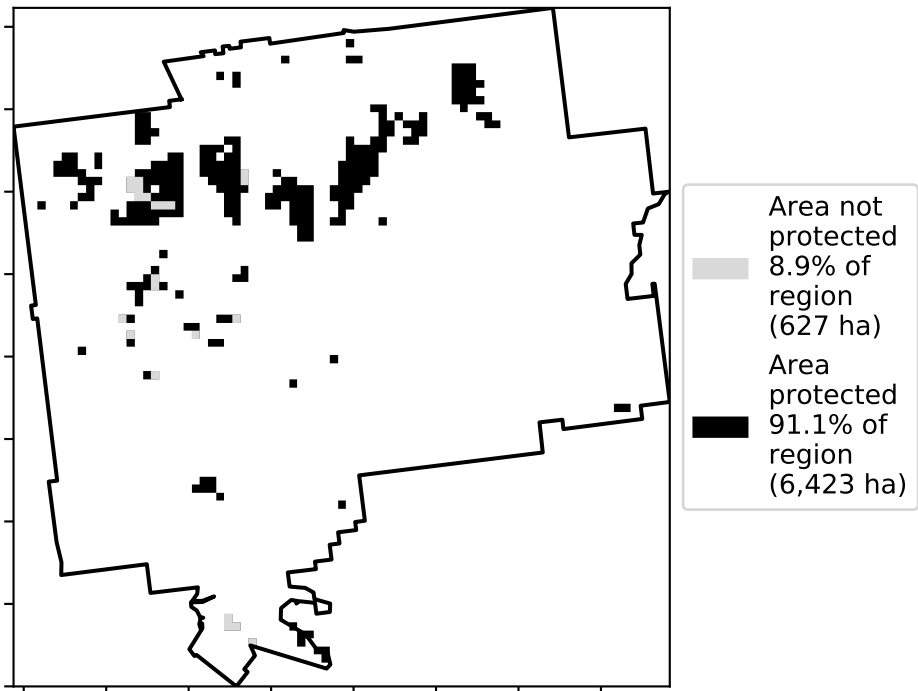 Area not
protected
8.9% of
region
(627 ha)
Area
protected
91.1% of
region
(6,423 ha)